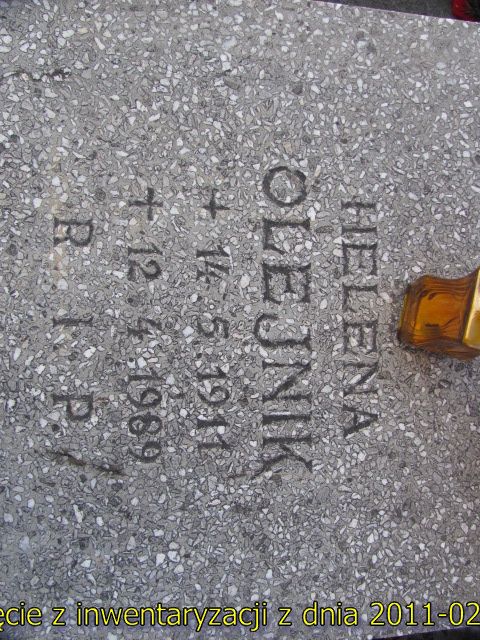 HELENA
OLEJNIK
+ 14. 5. 1911
+ 12. 4. 1989
R. I. P.
ęcie z inwentaryzacji z dnia 2011-02